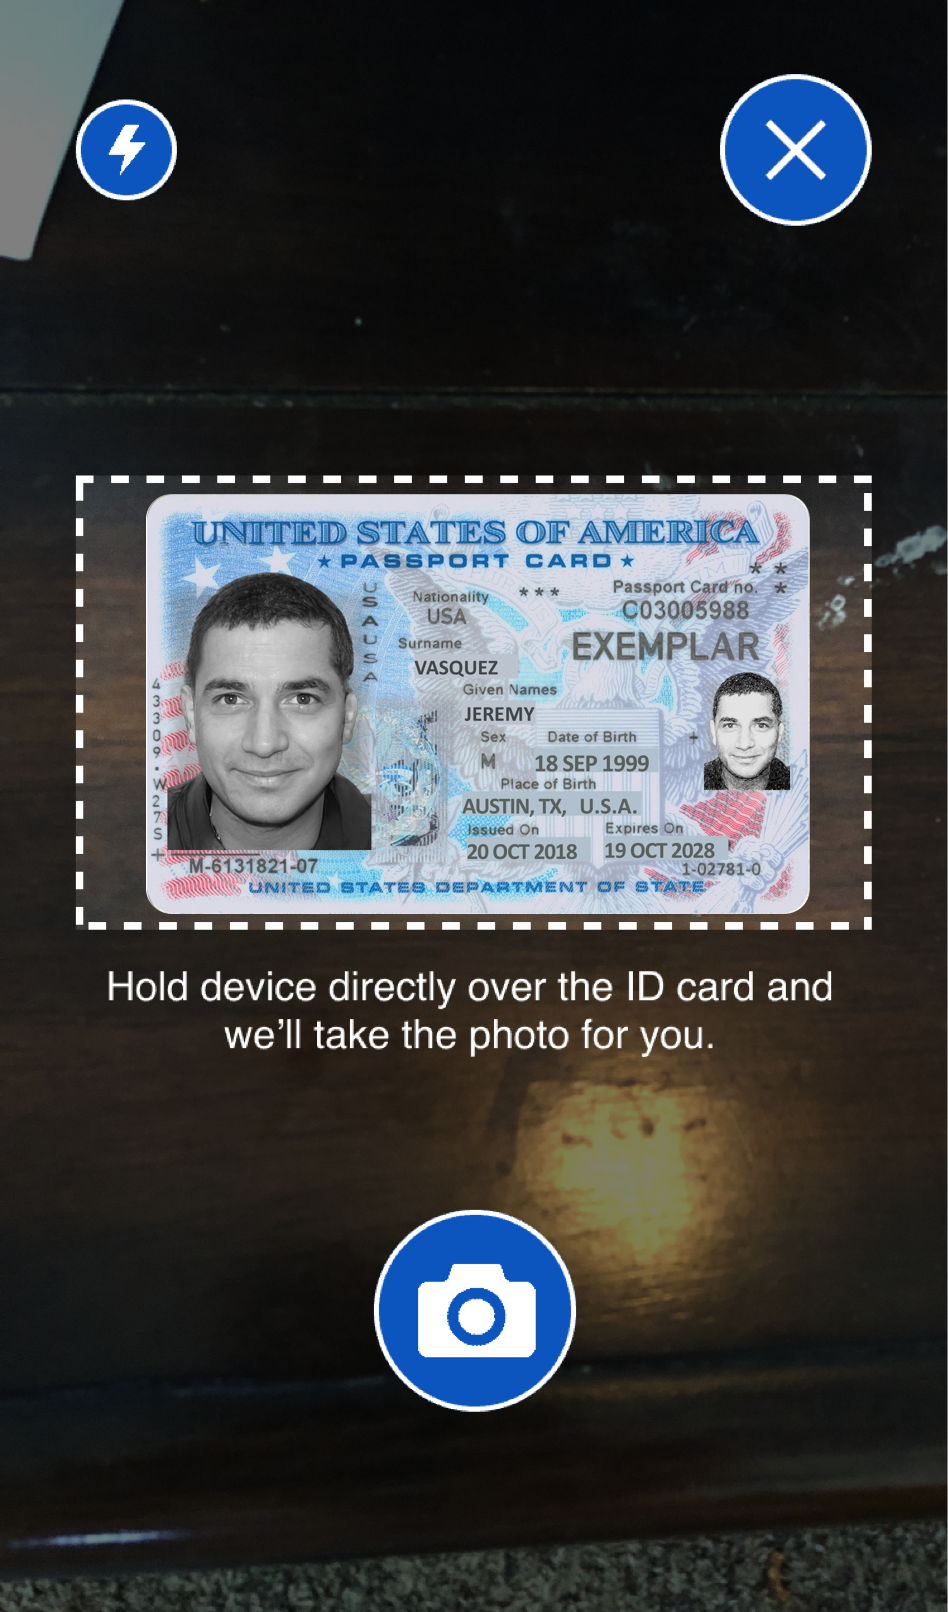 UNITED STATES OF AMERICA
★ PASSPORT CARD ★
Nationality
* * *
Passport Card no.
* * *
USA
C03005988
USAUSA
Surname
EXEMPLAR
VASQUEZ
Given Names
JEREMY
Sex
Date of Birth
M
18 SEP 1999
Place of Birth
AUSTIN, TX, U.S.A.
Issued On
Expires On
20 OCT 2018
19 OCT 2028
43309•W27S+
M-6131821-07
1-02781-0
UNITED STATES DEPARTMENT OF STATE
Hold device directly over the ID card and
we’ll take the photo for you.